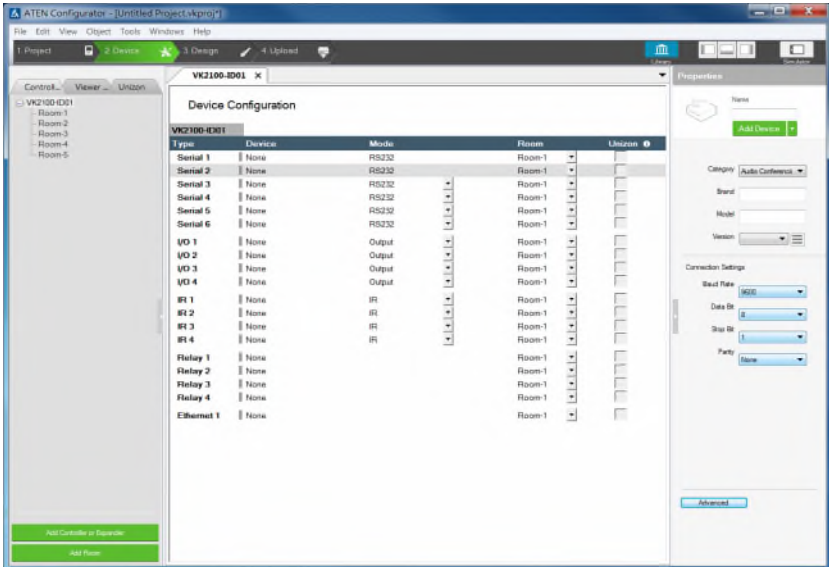 ATEN Configurator - [Untitled Project.vkproj*]
File Edit View Object Tools Windows Help
1. Project 2. Device 3. Design 4. Upload Library Simulator
Controll... Viewer ... Unizon
VK2100-ID01
Room-1
Room-2
Room-3
Room-4
Room-5
Add Controller or Expander
Add Room
VK2100-ID01 ×
Device Configuration
VK2100-ID01
Type Device Mode Room Unizon
Serial 1 None RS232 Room-1
Serial 2 None RS232 Room-1
Serial 3 None RS232 Room-1
Serial 4 None RS232 Room-1
Serial 5 None RS232 Room-1
Serial 6 None RS232 Room-1
I/O 1 None Output Room-1
I/O 2 None Output Room-1
I/O 3 None Output Room-1
I/O 4 None Output Room-1
IR 1 None IR Room-1
IR 2 None IR Room-1
IR 3 None IR Room-1
IR 4 None IR Room-1
Relay 1 None Room-1
Relay 2 None Room-1
Relay 3 None Room-1
Relay 4 None Room-1
Ethernet 1 None Room-1
Properties
Name
Add Device
Category Audio Conference
Brand
Model
Version
Connection Settings
Baud Rate 9600
Data Bit 8
Stop Bit 1
Parity None
Advanced